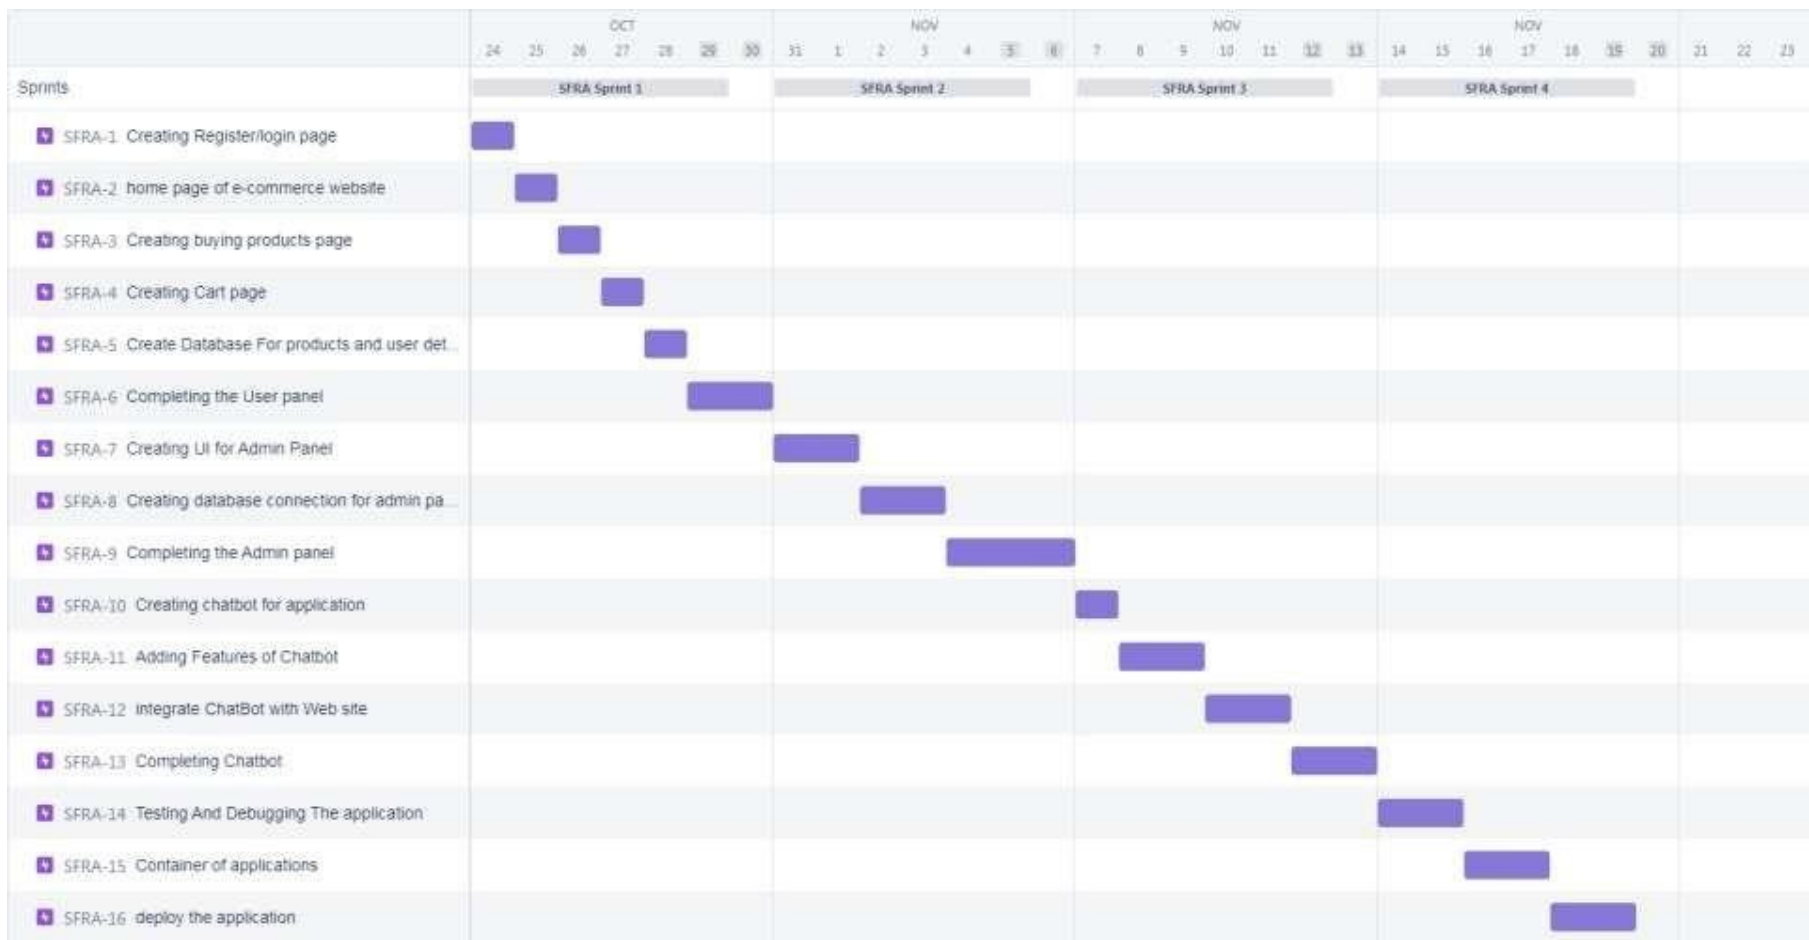 OCT NOV NOV NOV
24 25 26 27 28 29 30 31 1 2 3 4 5 6 7 8 9 10 11 12 13 14 15 16 17 18 19 20 21 22 23
Sprints SFRA Sprint 1 SFRA Sprint 2 SFRA Sprint 3 SFRA Sprint 4
SFRA-1 Creating Register/login page
SFRA-2 home page of e-commerce website
SFRA-3 Creating buying products page
SFRA-4 Creating Cart page
SFRA-5 Create Database For products and user det...
SFRA-6 Completing the User panel
SFRA-7 Creating UI for Admin Panel
SFRA-8 Creating database connection for admin pa...
SFRA-9 Completing the Admin panel
SFRA-10 Creating chatbot for application
SFRA-11 Adding Features of Chatbot
SFRA-12 integrate ChatBot with Web site
SFRA-13 Completing Chatbot
SFRA-14 Testing And Debugging The application
SFRA-15 Container of applications
SFRA-16 deploy the application